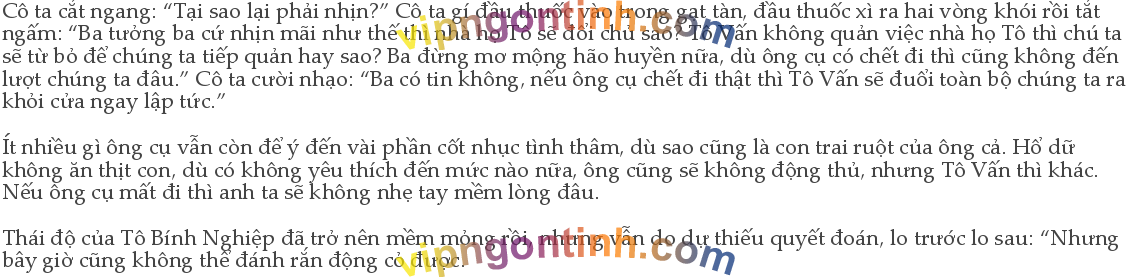 Cô ta cắt ngang: “Tại sao lại phải nhịn?” Cô ta gí đầu thuốc vào trong gạt tàn, đầu thuốc xì ra hai vòng khói rồi tắt
ngấm: “Ba tưởng ba cứ nhịn mãi như thế thì nhà họ Tô sẽ đổi chủ sao? Tô Vấn không quản việc nhà họ Tô thì chú ta
sẽ từ bỏ để chúng ta tiếp quản hay sao? Ba đừng mơ mộng hão huyền nữa, dù ông cụ có chết đi thì cũng không đến
lượt chúng ta đâu.” Cô ta cười nhạo: “Ba có tin không, nếu ông cụ chết đi thật thì Tô Vấn sẽ đuổi toàn bộ chúng ta ra
khỏi cửa ngay lập tức.”
Ít nhiều gì ông cụ vẫn còn để ý đến vài phần cốt nhục tình thâm, dù sao cũng là con trai ruột của ông cả. Hổ dữ
không ăn thịt con, dù có không yêu thích đến mức nào nữa, ông cũng sẽ không động thủ, nhưng Tô Vấn thì khác.
Nếu ông cụ mất đi thì anh ta sẽ không nhẹ tay mềm lòng đâu.
Thái độ của Tô Bính Nghiệp đã trở nên mềm mỏng rồi, nhưng vẫn do dự thiếu quyết đoán, lo trước lo sau: “Nhưng
bây giờ cũng không thể đánh rắn động cỏ được.
vipngontinh.com
vipngontinh.com